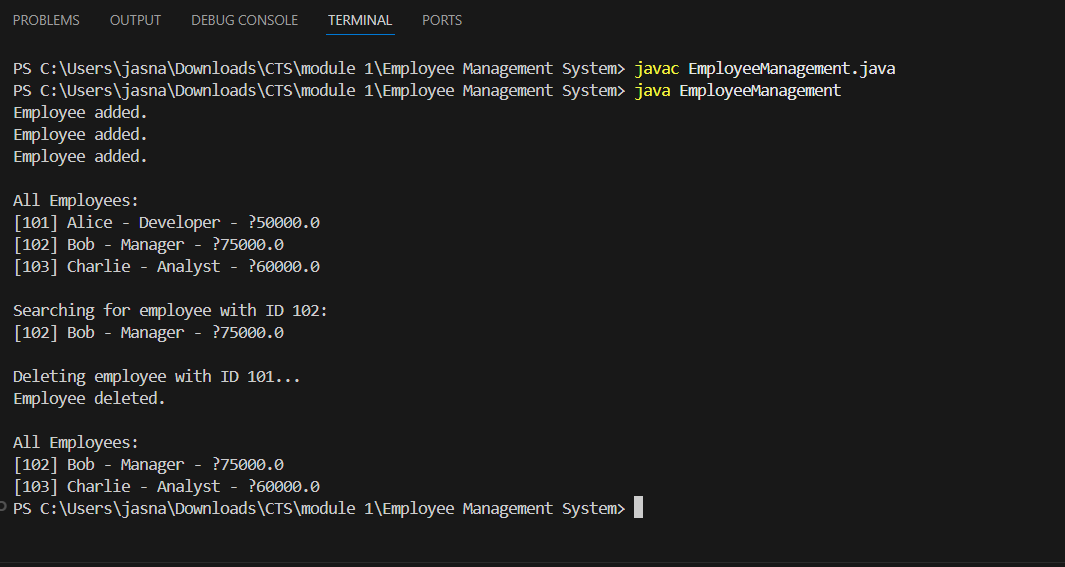 PROBLEMS OUTPUT DEBUG CONSOLE TERMINAL PORTS
PS C:\Users\jasna\Downloads\CTS\module 1\Employee Management System> javac EmployeeManagement.java
PS C:\Users\jasna\Downloads\CTS\module 1\Employee Management System> java EmployeeManagement
Employee added.
Employee added.
Employee added.
All Employees:
[101] Alice - Developer - ?50000.0
[102] Bob - Manager - ?75000.0
[103] Charlie - Analyst - ?60000.0
Searching for employee with ID 102:
[102] Bob - Manager - ?75000.0
Deleting employee with ID 101...
Employee deleted.
All Employees:
[102] Bob - Manager - ?75000.0
[103] Charlie - Analyst - ?60000.0
PS C:\Users\jasna\Downloads\CTS\module 1\Employee Management System>